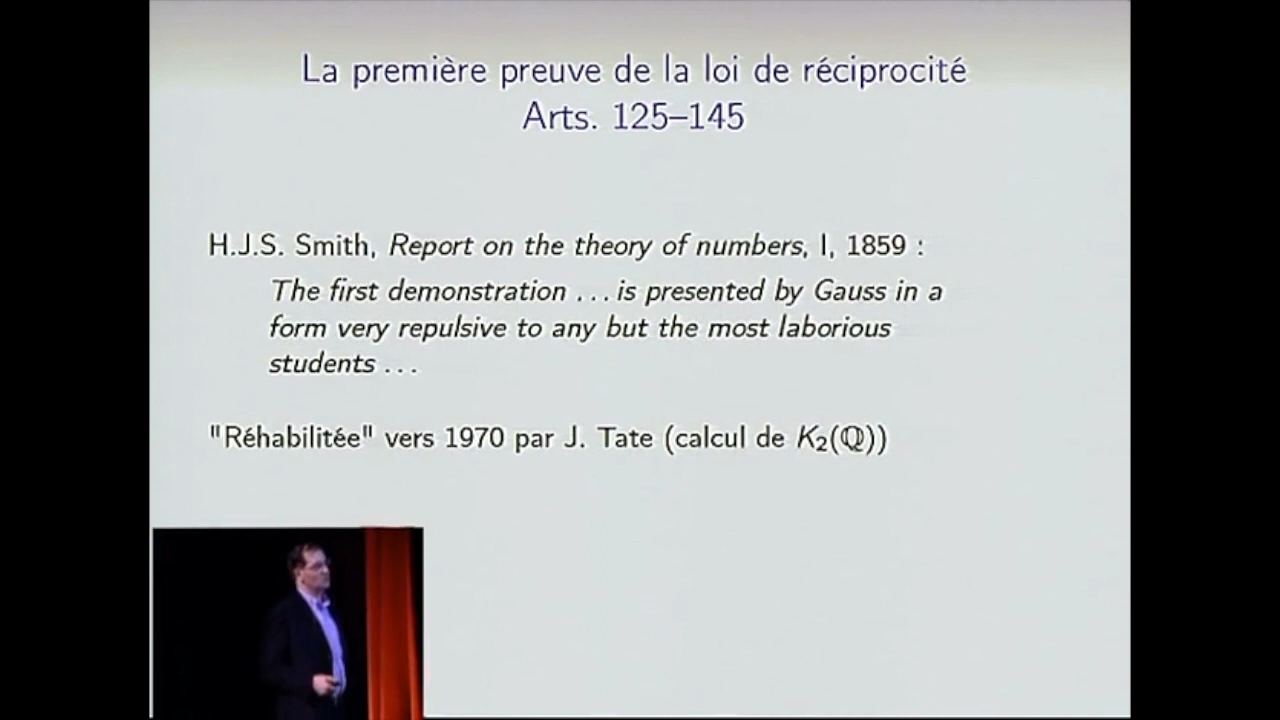 La première preuve de la loi de réciprocité
Arts. 125–145
H.J.S. Smith, Report on the theory of numbers, I, 1859 :
The first demonstration ... is presented by Gauss in a
form very repulsive to any but the most laborious
students ...
"Réhabilitée" vers 1970 par J. Tate (calcul de K₂(ℚ))